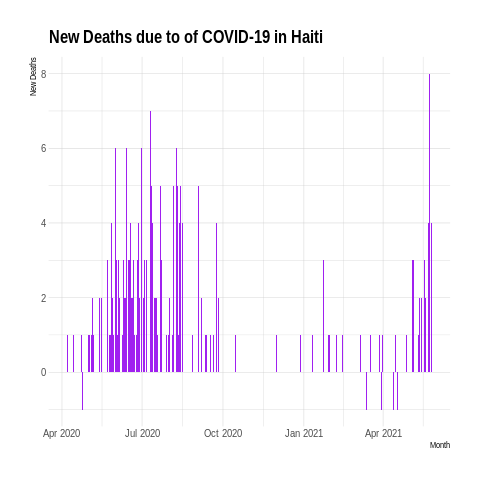 New Deaths due to of COVID-19 in Haiti
New Deaths
8
6
4
2
0
Apr 2020 Jul 2020 Oct 2020 Jan 2021 Apr 2021
Month